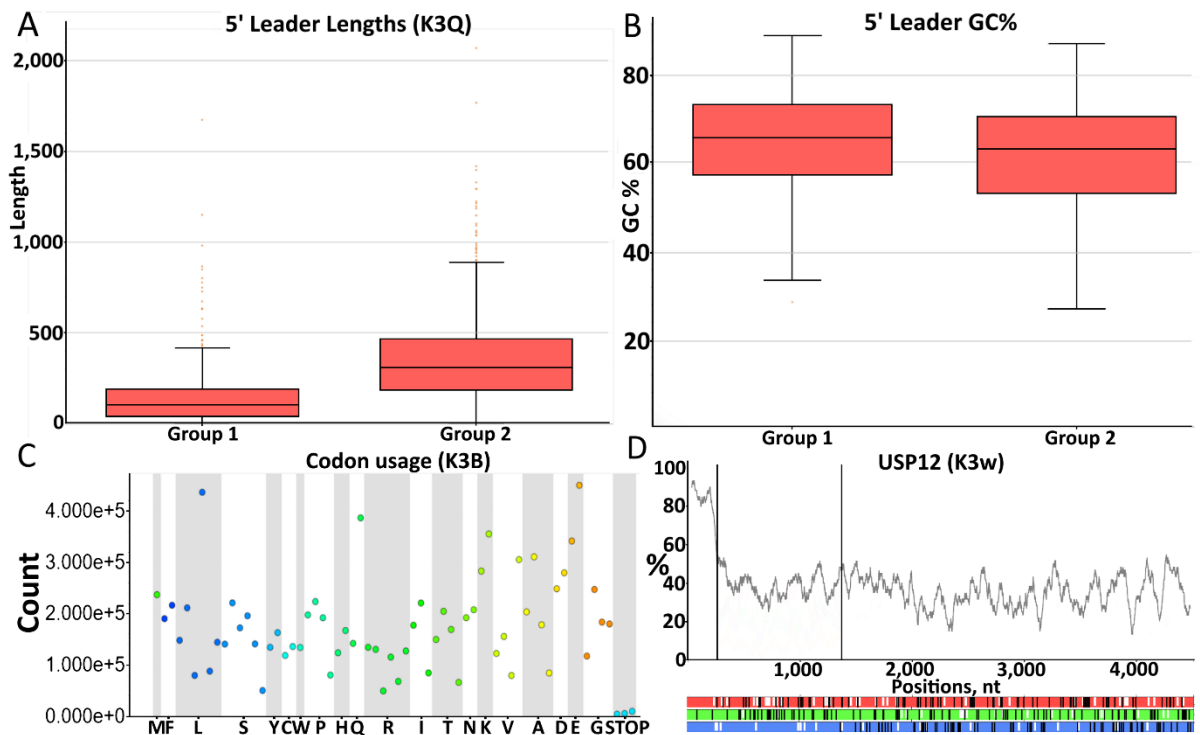 A
5' Leader Lengths (K3Q)
2,000
1,500
1,000
500
0
Length
Group 1
Group 2
B
5' Leader GC%
80
60
40
20
GC %
Group 1
Group 2
C
Codon usage (K3B)
4.000e+5
3.000e+5
2.000e+5
1.000e+5
0.000e+0
Count
M F L S Y C W P H Q R I T N K V A D E G STOP
D
USP12 (K3w)
100
80
60
40
20
0
%
1,000 2,000 3,000 4,000
Positions, nt